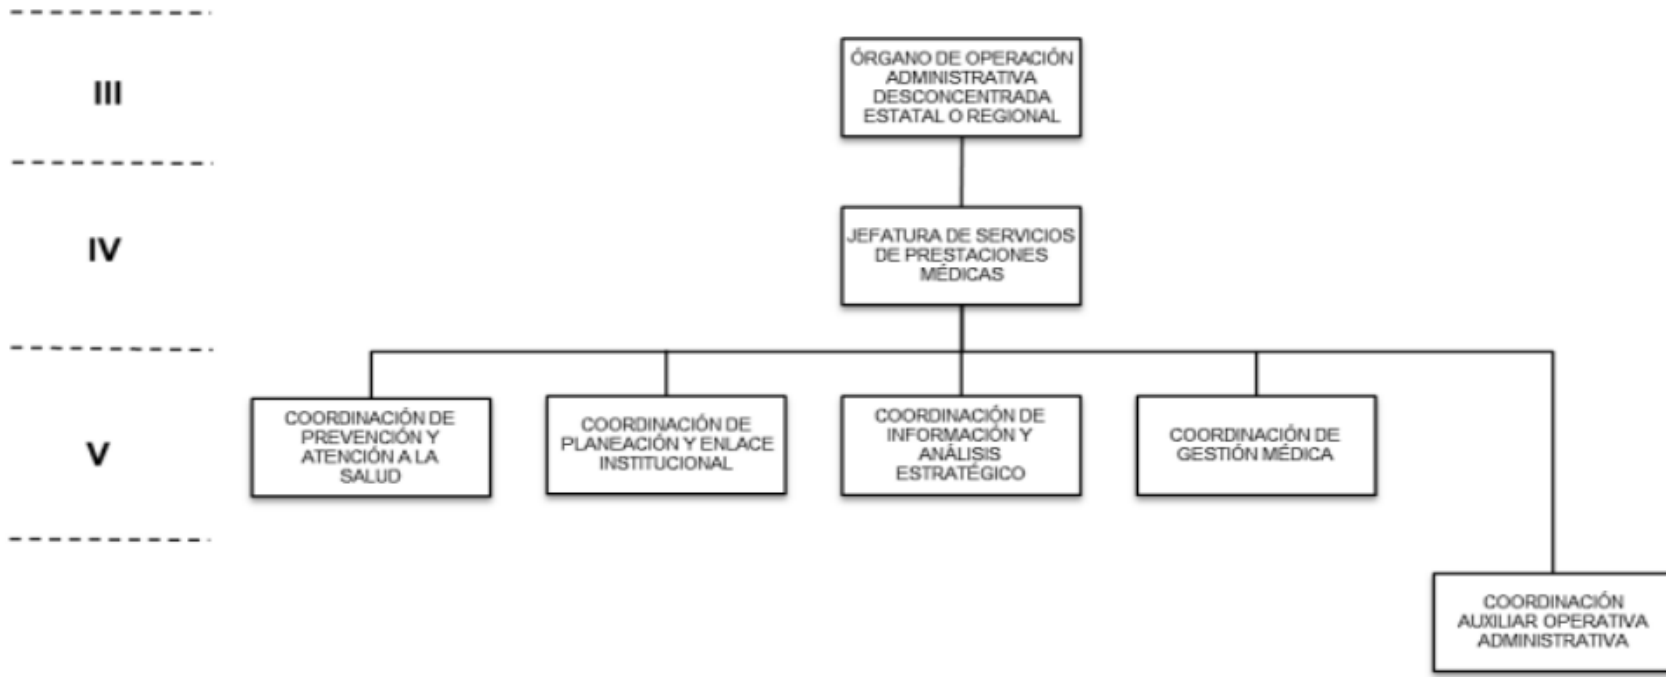 III
ÓRGANO DE OPERACIÓN
ADMINISTRATIVA
DESCONCENTRADA
ESTATAL O REGIONAL
IV
JEFATURA DE SERVICIOS
DE PRESTACIONES
MÉDICAS
V
COORDINACIÓN DE
PREVENCIÓN Y
ATENCIÓN A LA
SALUD
COORDINACIÓN DE
PLANEACIÓN Y ENLACE
INSTITUCIONAL
COORDINACIÓN DE
INFORMACIÓN Y
ANÁLISIS
ESTRATÉGICO
COORDINACIÓN DE
GESTIÓN MÉDICA
COORDINACIÓN
AUXILIAR OPERATIVA
ADMINISTRATIVA